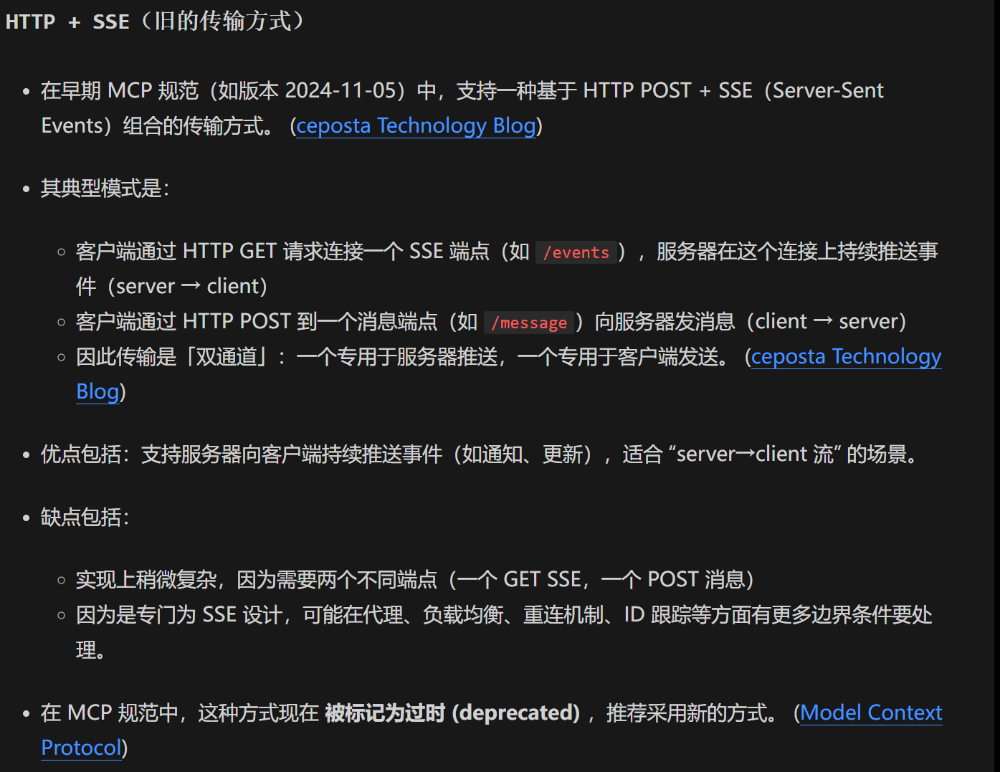 HTTP + SSE（旧的传输方式）
在早期 MCP 规范（如版本 2024-11-05）中，支持一种基于 HTTP POST + SSE（Server-Sent
Events）组合的传输方式。 (ceposta Technology Blog)
其典型模式是：
客户端通过 HTTP GET 请求连接一个 SSE 端点（如 /events），服务器在这个连接上持续推送事
件（server → client）
客户端通过 HTTP POST 到一个消息端点（如 /message）向服务器发消息（client → server）
因此传输是「双通道」：一个专用于服务器推送，一个专用于客户端发送。 (ceposta Technology
Blog)
优点包括：支持服务器向客户端持续推送事件（如通知、更新），适合 “server→client 流” 的场景。
缺点包括：
实现上稍微复杂，因为需要两个不同端点（一个 GET SSE，一个 POST 消息）
因为是专门为 SSE 设计，可能在代理、负载均衡、重连机制、ID 跟踪等方面有更多边界条件要处
理。
在 MCP 规范中，这种方式现在 被标记为过时 (deprecated)，推荐采用新的方式。 (Model Context
Protocol)